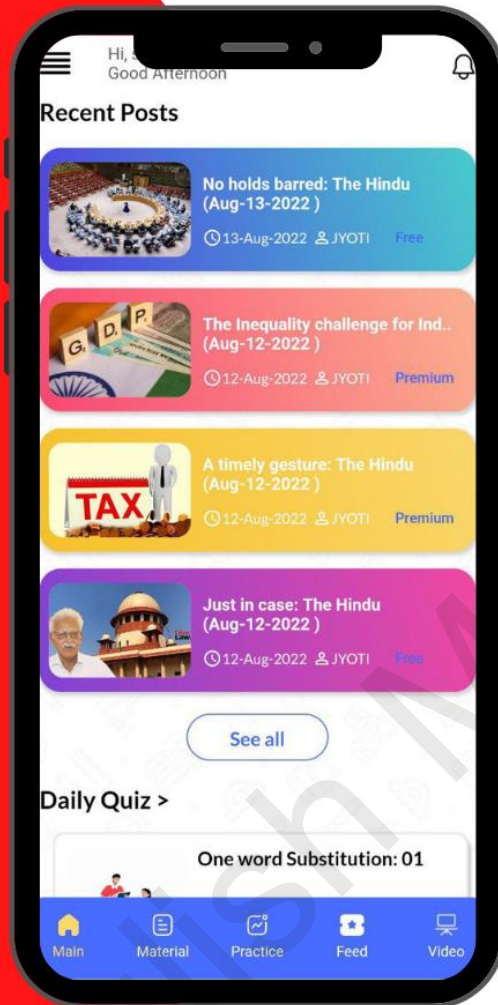 Hi,
Good Afternoon
Recent Posts
No holds barred: The Hindu
(Aug-13-2022 )
13-Aug-2022 JYOTI Free
G D P
The Inequality challenge for Ind..
(Aug-12-2022 )
12-Aug-2022 JYOTI Premium
TAX
A timely gesture: The Hindu
(Aug-12-2022 )
12-Aug-2022 JYOTI Premium
Just in case: The Hindu
(Aug-12-2022 )
12-Aug-2022 JYOTI Free
See all
Daily Quiz >
One word Substitution: 01
Main Material Practice Feed Video